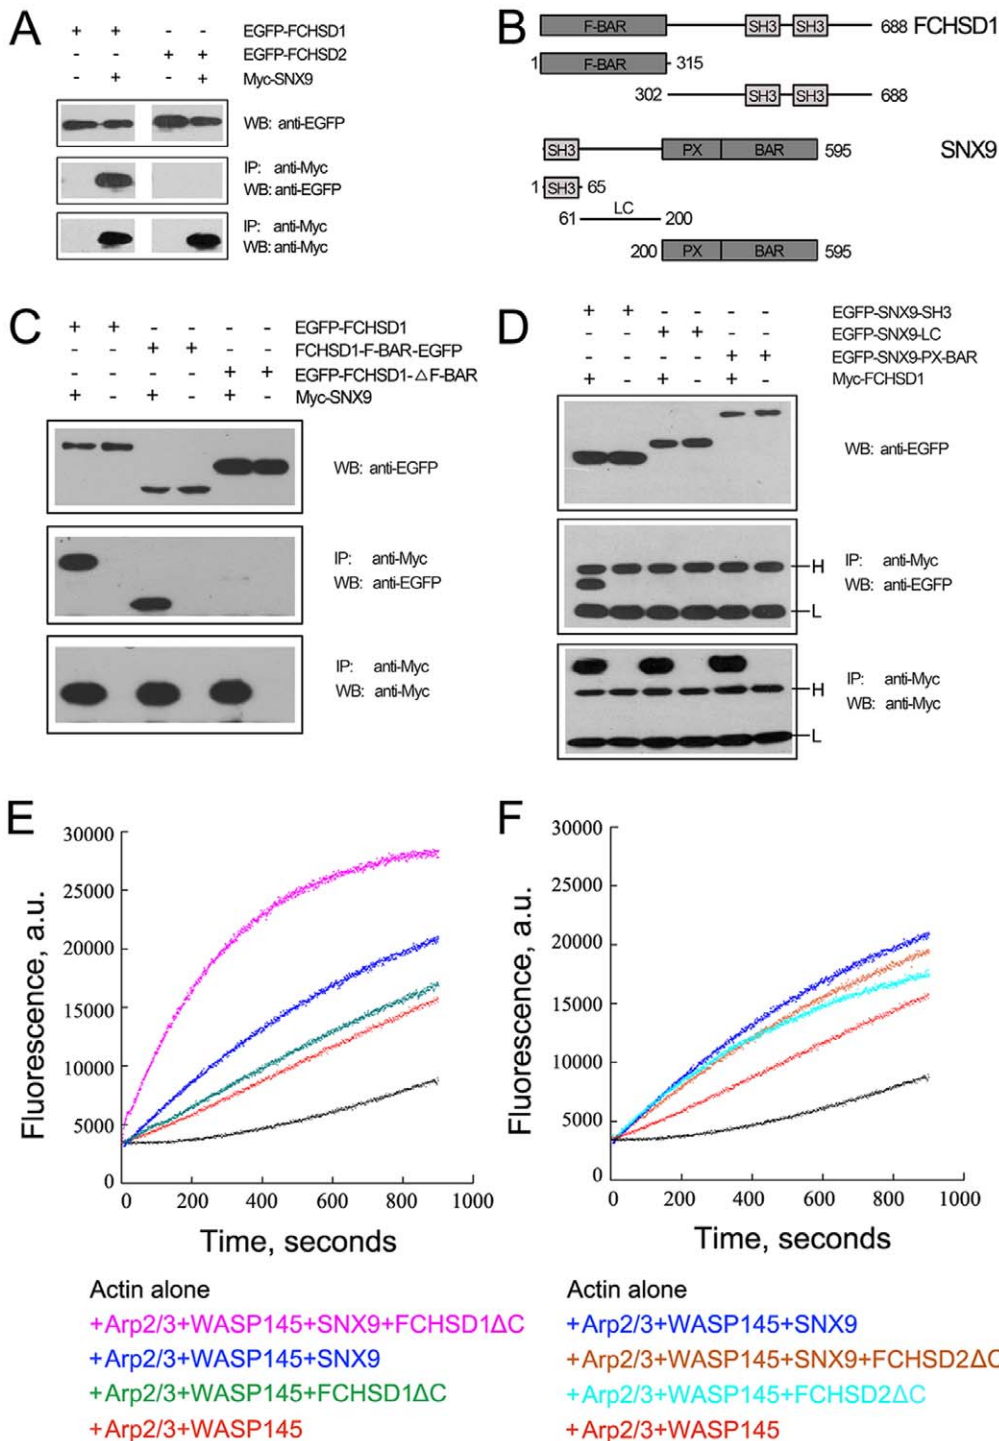 A
+ + - - EGFP-FCHSD1
- - + + EGFP-FCHSD2
- + - + Myc-SNX9
WB: anti-EGFP
IP: anti-Myc
WB: anti-EGFP
IP: anti-Myc
WB: anti-Myc
B
F-BAR SH3 SH3 688 FCHSD1
1 F-BAR 315
302 SH3 SH3 688
SH3 PX BAR 595 SNX9
1 SH3 65
61 LC 200
200 PX BAR 595
C
+ + - - - - EGFP-FCHSD1
- - + + - - FCHSD1-F-BAR-EGFP
- - - - + + EGFP-FCHSD1-△F-BAR
+ - + - + - Myc-SNX9
WB: anti-EGFP
IP: anti-Myc
WB: anti-EGFP
IP: anti-Myc
WB: anti-Myc
D
+ + - - - - EGFP-SNX9-SH3
- - + + - - EGFP-SNX9-LC
- - - - + + EGFP-SNX9-PX-BAR
+ - + - + - Myc-FCHSD1
WB: anti-EGFP
H
IP: anti-Myc
WB: anti-EGFP
L
IP: anti-Myc
H
WB: anti-Myc
L
E
30000
25000
20000
15000
10000
5000
0
Fluorescence, a.u.
0 200 400 600 800 1000
Time, seconds
Actin alone
+Arp2/3+WASP145+SNX9+FCHSD1ΔC
+Arp2/3+WASP145+SNX9
+Arp2/3+WASP145+FCHSD1ΔC
+Arp2/3+WASP145
F
30000
25000
20000
15000
10000
5000
0
Fluorescence, a.u.
0 200 400 600 800 1000
Time, seconds
Actin alone
+Arp2/3+WASP145+SNX9
+Arp2/3+WASP145+SNX9+FCHSD2ΔC
+Arp2/3+WASP145+FCHSD2ΔC
+Arp2/3+WASP145